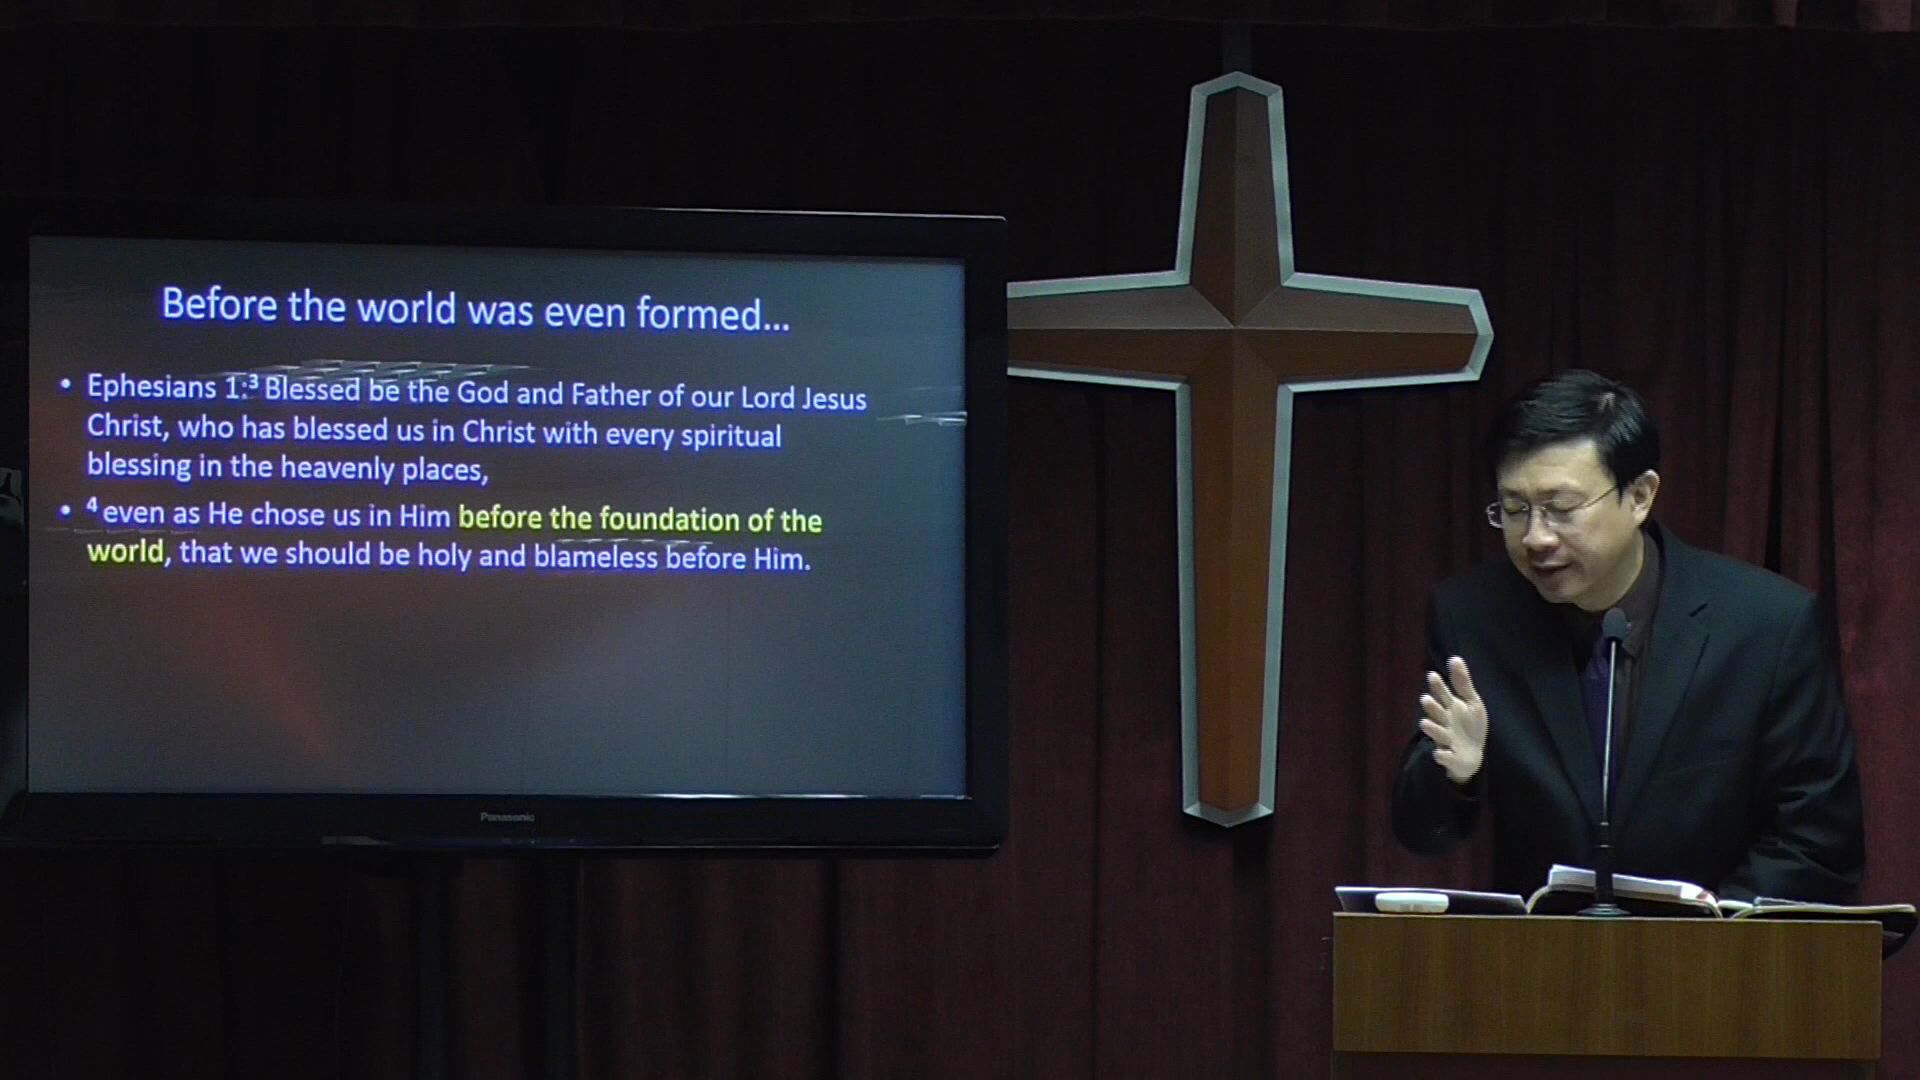 Before the world was even formed...
• Ephesians 1:³ Blessed be the God and Father of our Lord Jesus
Christ, who has blessed us in Christ with every spiritual
blessing in the heavenly places,
• ⁴ even as He chose us in Him before the foundation of the
world, that we should be holy and blameless before Him.
Panasonic